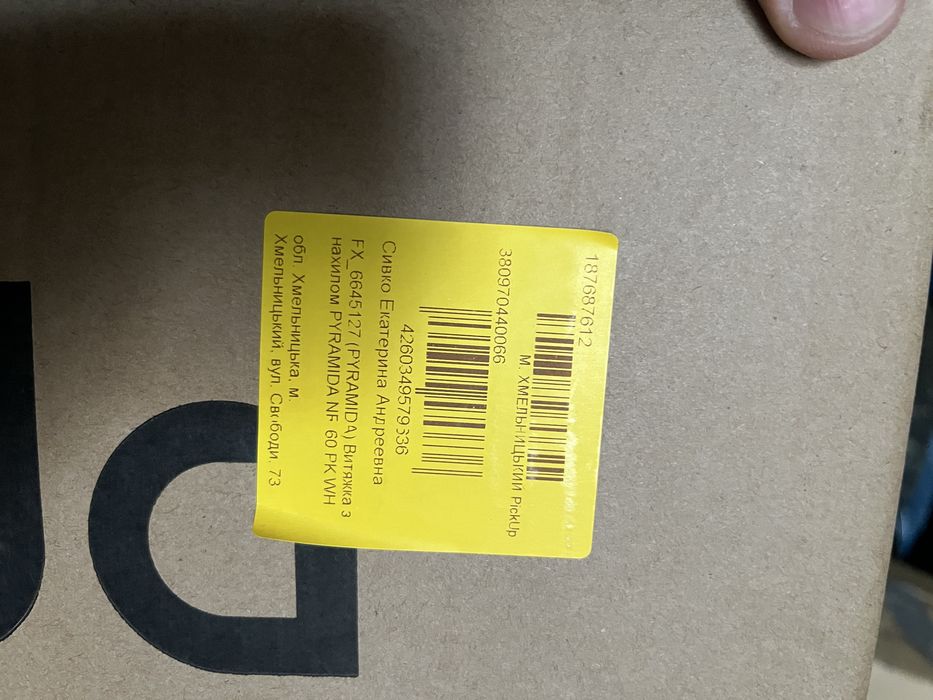 187687612
М. ХМЕЛЬНИЦЬКИЙ PickUp
380970440066
4260349579336
Сивко Екатерина Андреевна
FX_6645127 (PYRAMIDA) Витяжка з
нахилом PYRAMIDA NR 60 PK WH
обл. Хмельницька, м.
Хмельницький, вул. Свободи, 73